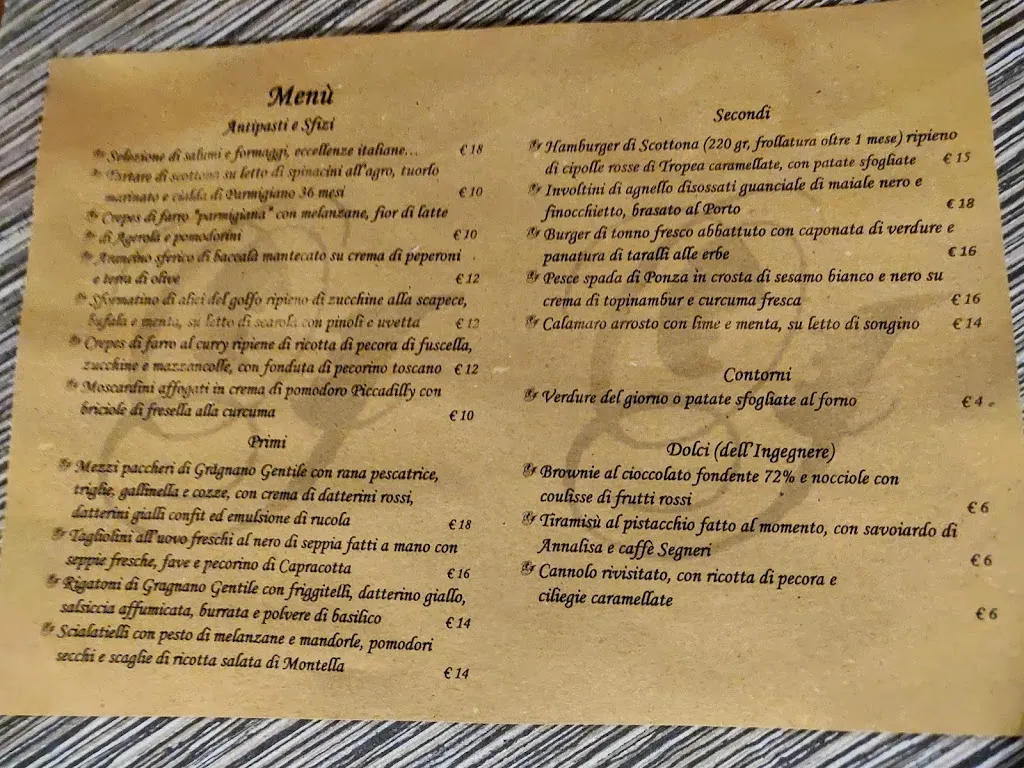 Menù
Antipasti e Sfizi
Selezione di salumi e formaggi, eccellenze italiane... € 18
Tartare di scottona su letto di spinacini all'agro, tuorlo
marinato e cialda di Parmigiano 36 mesi € 10
Crepes di farro "parmigiana" con melanzane, fior di latte
di Agerola e pomodorini € 10
Arancino sferico di baccalà mantecato su crema di peperoni
e terra di olive € 12
Sformatino di alici del golfo ripieno di zucchine alla scapece,
bufala e menta, su letto di scarola con pinoli e uvetta € 12
Crepes di farro al curry ripiene di ricotta di pecora di fuscella,
zucchine e mazzancolle, con fonduta di pecorino toscano € 12
Moscardini affogati in crema di pomodoro Piccadilly con
briciole di fresella alla curcuma € 10
Primi
Mezzi paccheri di Gragnano Gentile con rana pescatrice,
triglie, gallinella e cozze, con crema di datterini rossi,
datterini gialli confit ed emulsione di rucola € 18
Tagliolini all'uovo freschi al nero di seppia fatti a mano con
seppie fresche, fave e pecorino di Capracotta € 16
Rigatoni di Gragnano Gentile con friggitelli, datterino giallo,
salsiccia affumicata, burrata e polvere di basilico € 14
Scialatielli con pesto di melanzane e mandorle, pomodori
secchi e scaglie di ricotta salata di Montella € 14
Secondi
Hamburger di Scottona (220 gr, frollatura oltre 1 mese) ripieno
di cipolle rosse di Tropea caramellate, con patate sfogliate € 15
Involtini di agnello disossati guanciale di maiale nero e
finocchietto, brasato al Porto € 18
Burger di tonno fresco abbattuto con caponata di verdure e
panatura di taralli alle erbe € 16
Pesce spada di Ponza in crosta di sesamo bianco e nero su
crema di topinambur e curcuma fresca € 16
Calamaro arrosto con lime e menta, su letto di songino € 14
Contorni
Verdure del giorno o patate sfogliate al forno € 4
Dolci (dell'Ingegnere)
Brownie al cioccolato fondente 72% e nocciole con
coulisse di frutti rossi € 6
Tiramisù al pistacchio fatto al momento, con savoiardo di
Annalisa e caffè Segneri € 6
Cannolo rivisitato, con ricotta di pecora e
ciliegie caramellate € 6